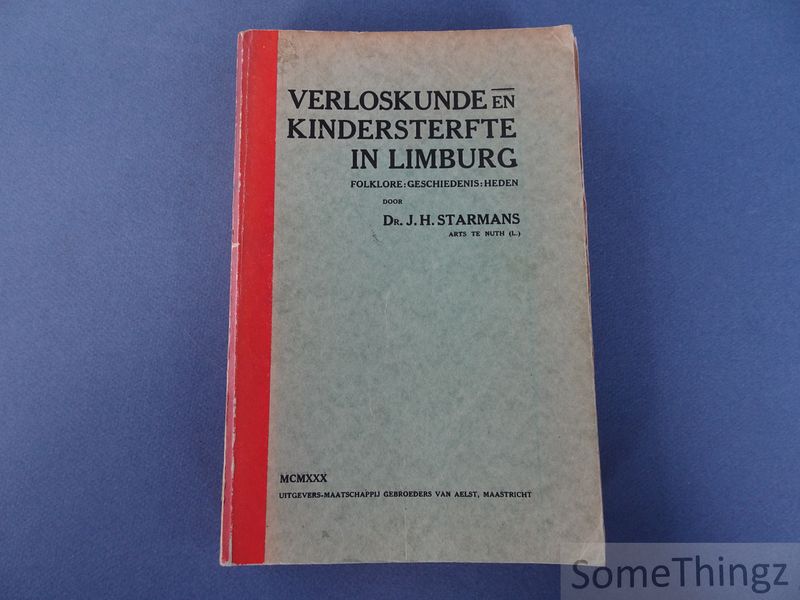 VERLOSKUNDE EN
KINDERSTERFTE
IN LIMBURG
FOLKLORE:GESCHIEDENIS:HEDEN
DOOR
DR. J. H. STARMANS
ARTS TE NUTH (L.)
MCMXXX
UITGEVERS-MAATSCHAPPIJ GEBROEDERS VAN AELST, MAASTRICHT
SomeThingz